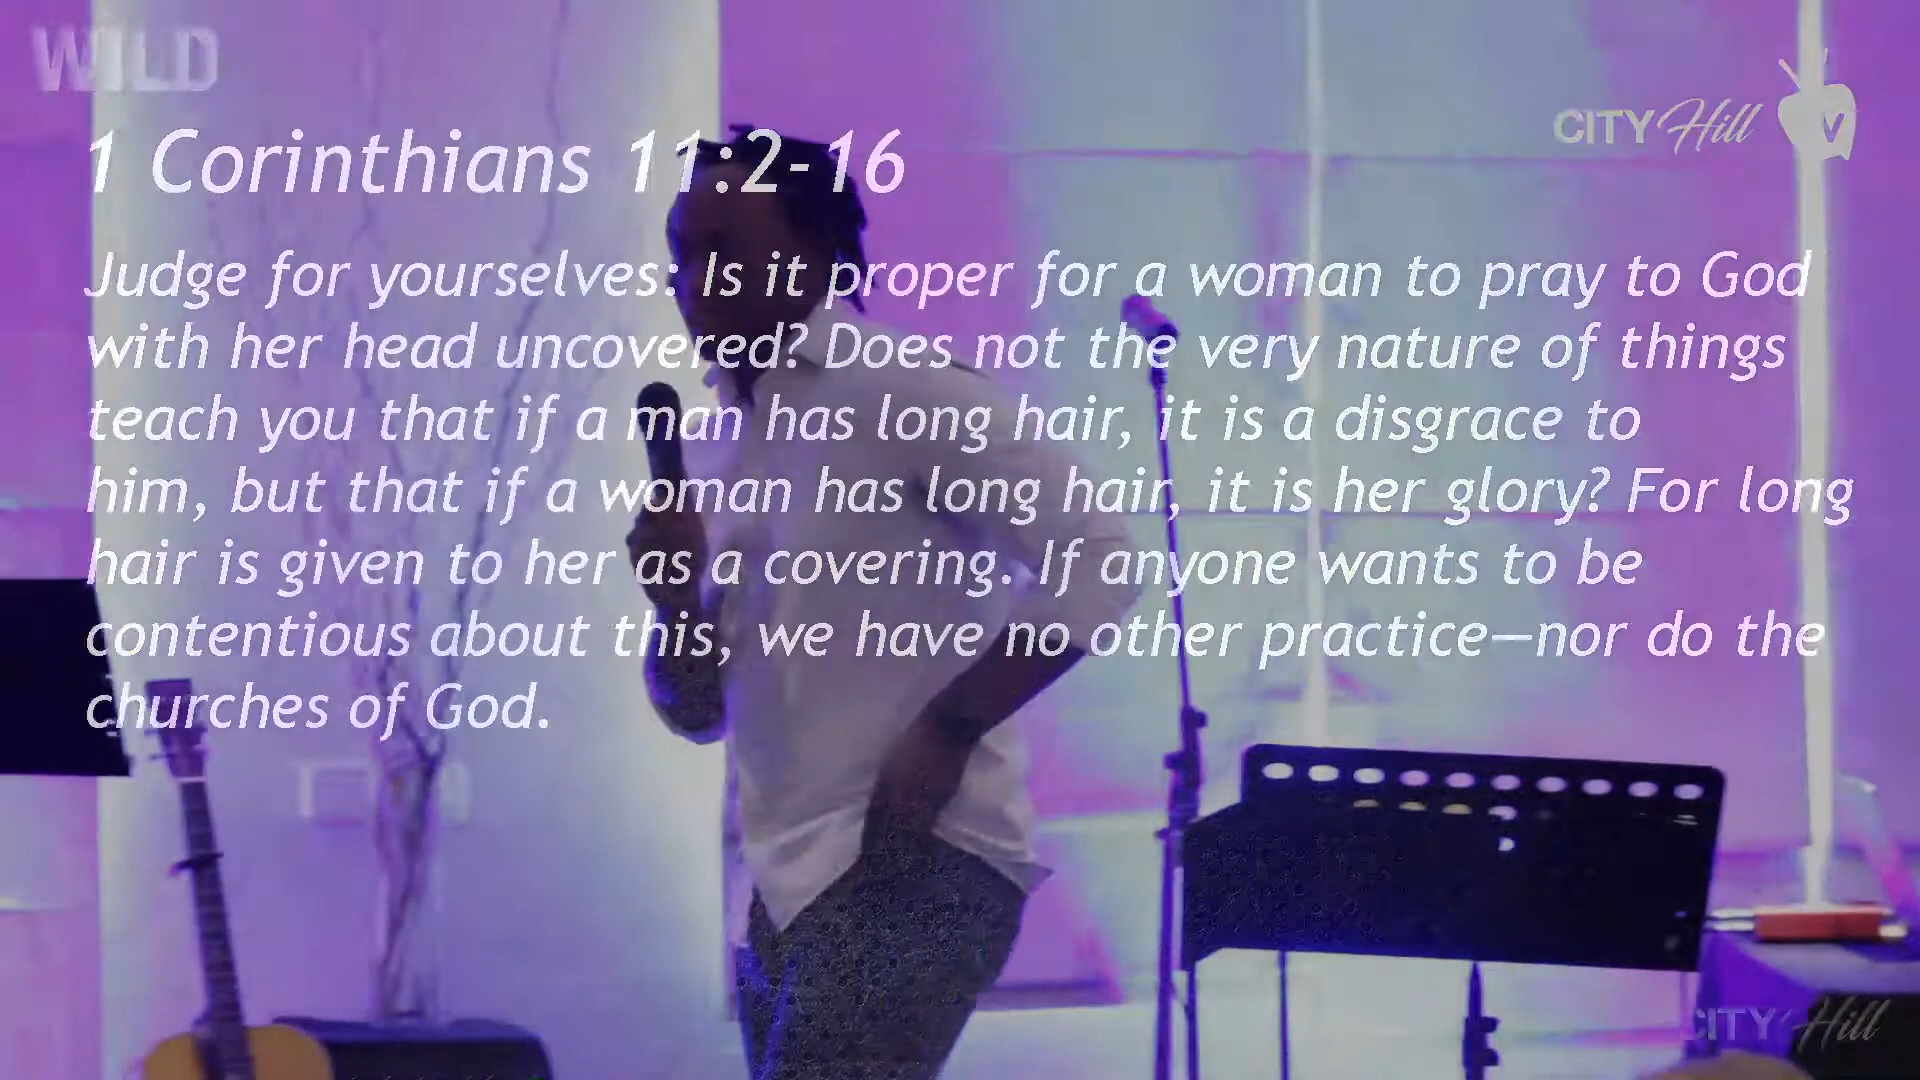 WILD
CITY Hill
V
1 Corinthians 11:2-16
Judge for yourselves: Is it proper for a woman to pray to God
with her head uncovered? Does not the very nature of things
teach you that if a man has long hair, it is a disgrace to
him, but that if a woman has long hair, it is her glory? For long
hair is given to her as a covering. If anyone wants to be
contentious about this, we have no other practice—nor do the
churches of God.
CITY Hill